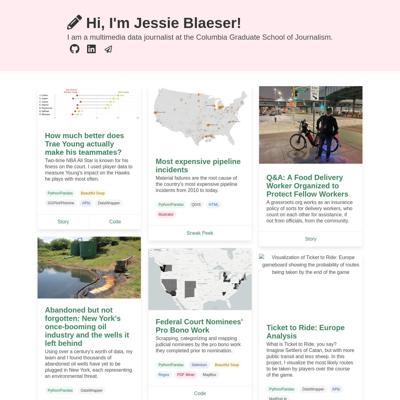 Hi, I'm Jessie Blaeser!
I am a multimedia data journalist at the Columbia Graduate School of Journalism.
How much better does
Trae Young actually
make his teammates?
Two-time NBA All Star is known for his
finesse on the court. I used player data to
measure Young's impact on the Hawks
he plays with most often.
Python/Pandas
Beautiful Soup
GGPlot/Rhonea
APIs
DataWrapper
Story
Code
Most expensive pipeline
incidents
Material failures are the root cause of
the country's most expensive pipeline
incidents from 2010 to today.
Python/Pandas
QGIS
HTML
Illustrator
Sneak Peek
Q&A: A Food Delivery
Worker Organized to
Protect Fellow Workers
A grassroots org works as an insurance
policy of sorts for delivery workers, who
count on each other for assistance, if
not from officials, from the community.
Story
Abandoned but not
forgotten: New York's
once-booming oil
industry and the wells it
left behind
Using over a century's worth of data, my
team and I found thousands of
abandoned oil wells have yet to be
plugged in New York, each representing
an environmental threat.
Python/Pandas
DataWrapper
Federal Court Nominees'
Pro Bono Work
Scrapping, categorizing and mapping
judicial nominees by the pro bono work
they completed prior to nomination.
Python/Pandas
Selenium
Beautiful Soup
Regex
PDF Miner
MapBox
Code
Visualization of Ticket to Ride: Europe
gameboard showing the probability of routes
being taken by the end of the game
Ticket to Ride: Europe
Analysis
What is Ticket to Ride, you say?
Imagine Settlers of Catan, but with more
public transit and less sheep. In this
project, I visualize the most likely routes
to be taken by players over the course
of the game.
Python/Pandas
DataWrapper
APIs